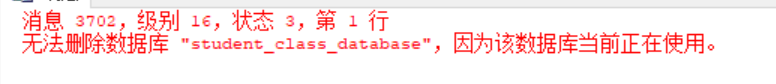 消息 3702，级别 16，状态 3，第 1 行
无法删除数据库 "student_class_database"，因为该数据库当前正在使用。